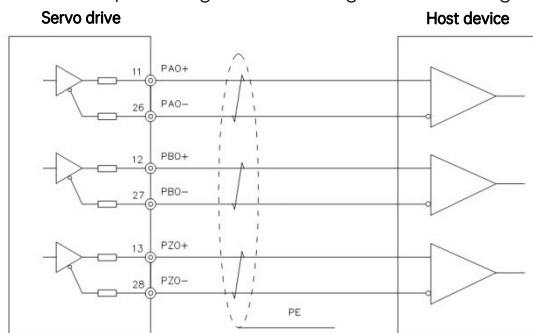 Servo drive Host device
11 PAO+
26 PAO-
12 PBO+
27 PBO-
13 PZO+
28 PZO-
PE